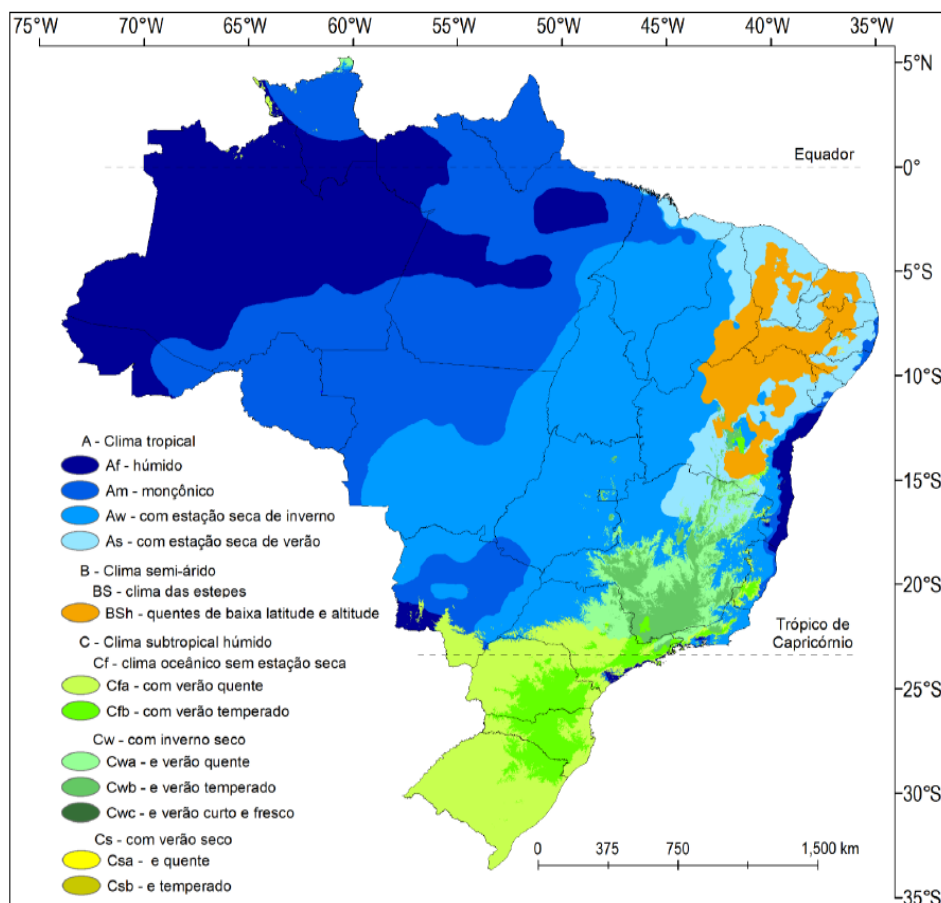 75°W 70°W 65°W 60°W 55°W 50°W 45°W 40°W 35°W
5°N
Equador
0°
5°S
10°S
A - Clima tropical
Af - húmido
Am - monçônico
Aw - com estação seca de inverno
As - com estação seca de verão
15°S
B - Clima semi-árido
BS - clima das estepes
BSh - quentes de baixa latitude e altitude
20°S
Trópico de
Capricórnio
C - Clima subtropical húmido
Cf - clima oceânico sem estação seca
Cfa - com verão quente
Cfb - com verão temperado
25°S
Cw - com inverno seco
Cwa - e verão quente
Cwb - e verão temperado
Cwc - e verão curto e fresco
30°S
Cs - com verão seco
Csa - e quente
Csb - e temperado
0 375 750 1,500 km
35°S